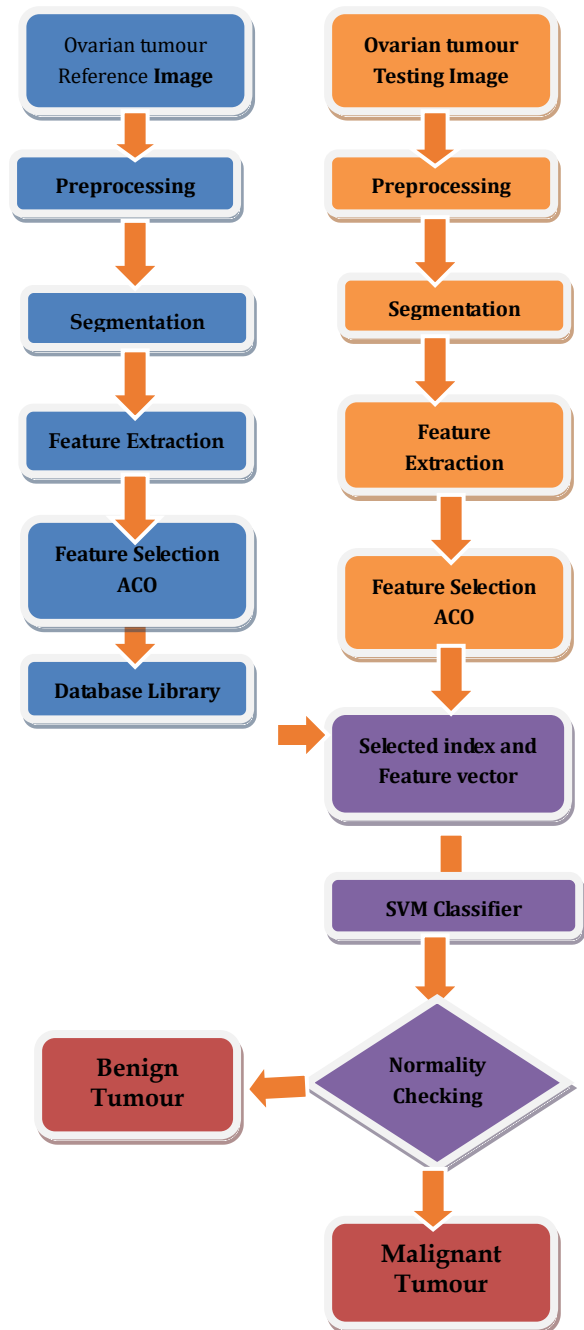 Ovarian tumour
Reference Image
Preprocessing
Segmentation
Feature Extraction
Feature Selection
ACO
Database Library
Ovarian tumour
Testing Image
Preprocessing
Segmentation
Feature
Extraction
Feature Selection
ACO
Selected index and
Feature vector
SVM Classifier
Normality
Checking
Benign
Tumour
Malignant
Tumour